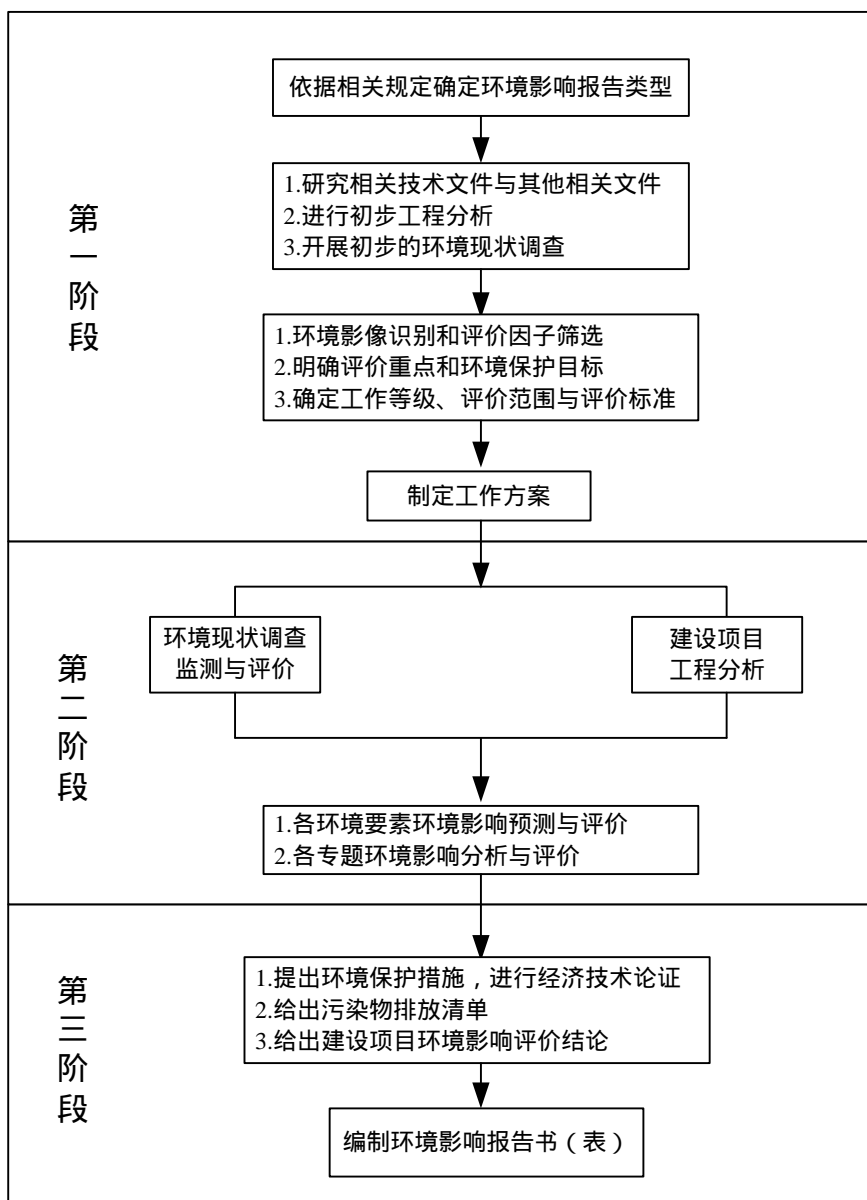 依据相关规定确定环境影响报告类型
1.研究相关技术文件与其他相关文件
2.进行初步工程分析
3.开展初步的环境现状调查
第一阶段
1.环境影像识别和评价因子筛选
2.明确评价重点和环境保护目标
3.确定工作等级、评价范围与评价标准
制定工作方案
环境现状调查
监测与评价
建设项目
工程分析
第二阶段
1.各环境要素环境影响预测与评价
2.各专题环境影响分析与评价
1.提出环境保护措施，进行经济技术论证
2.给出污染物排放清单
3.给出建设项目环境影响评价结论
第三阶段
编制环境影响报告书（表）